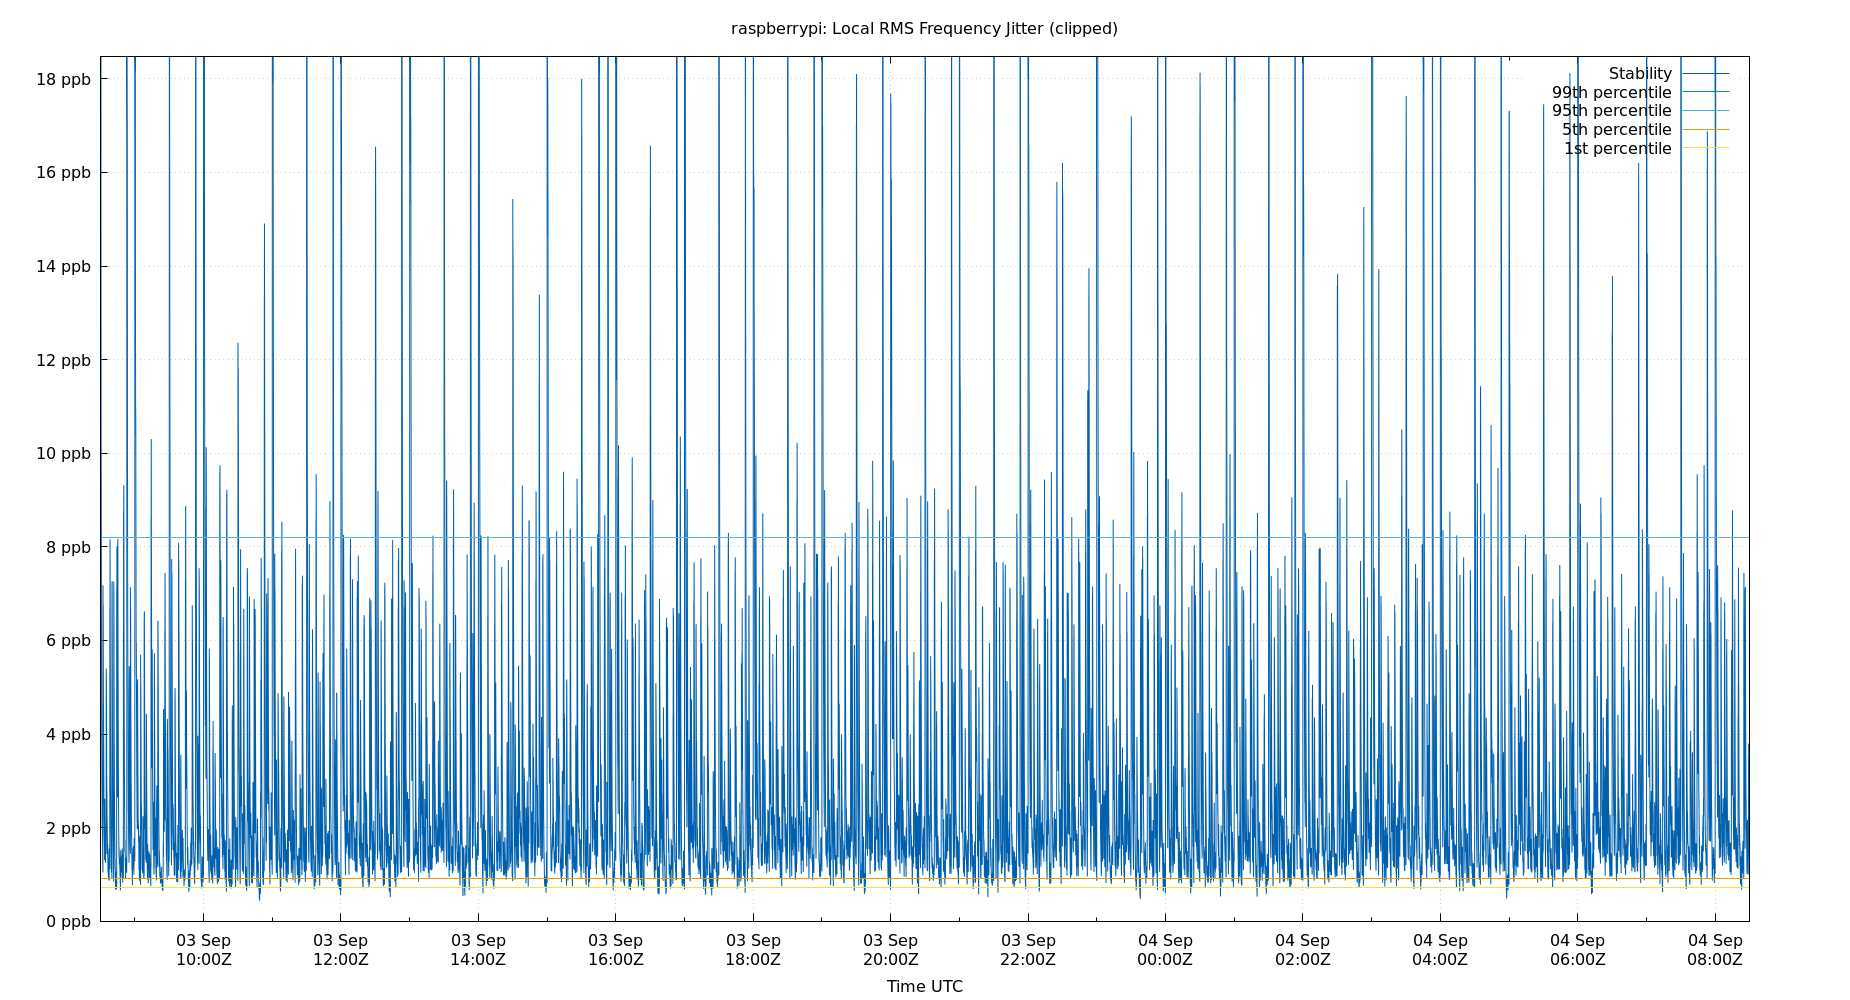 raspberrypi: Local RMS Frequency Jitter (clipped)
18 ppb
16 ppb
14 ppb
12 ppb
10 ppb
8 ppb
6 ppb
4 ppb
2 ppb
0 ppb
Stability
99th percentile
95th percentile
5th percentile
1st percentile
03 Sep 03 Sep 03 Sep 03 Sep 03 Sep 03 Sep 03 Sep 04 Sep 04 Sep 04 Sep 04 Sep 04 Sep
10:00Z 12:00Z 14:00Z 16:00Z 18:00Z 20:00Z 22:00Z 00:00Z 02:00Z 04:00Z 06:00Z 08:00Z
Time UTC